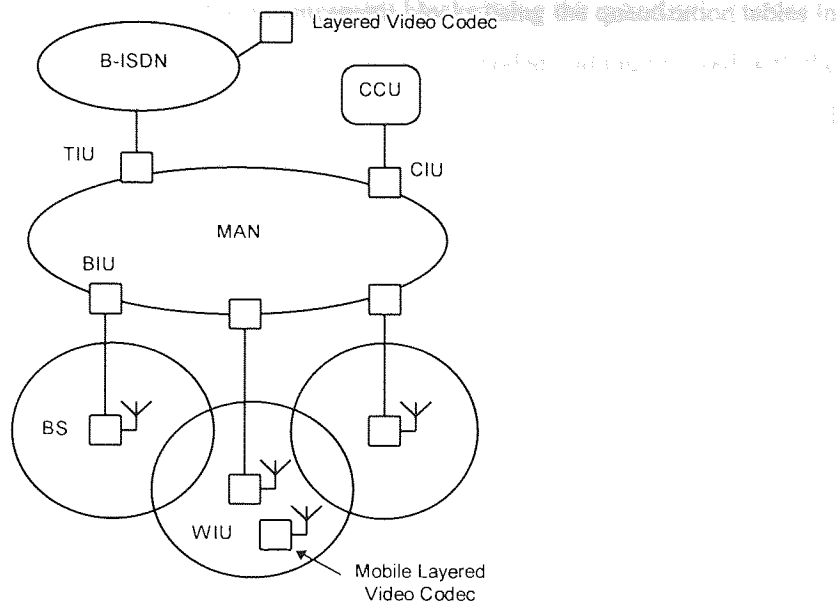 Layered Video Codec
B-ISDN
CCU
TIU
CIU
MAN
BIU
BS
WIU
Mobile Layered
Video Codec